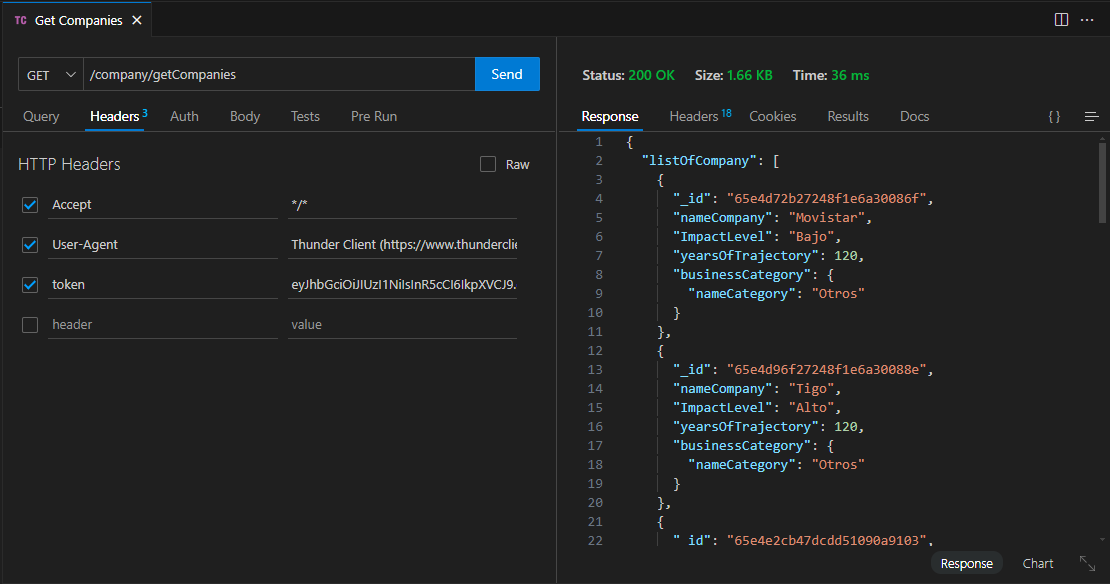 TC Get Companies
GET /company/getCompanies Send
Query Headers 3 Auth Body Tests Pre Run
HTTP Headers Raw
Accept */*
User-Agent Thunder Client (https://www.thunderclie
token eyJhbGciOiJIUzI1NiIsInR5cCI6IkpXVCJ9.
header value
Status: 200 OK Size: 1.66 KB Time: 36 ms
Response Headers 18 Cookies Results Docs { }
1 {
2 "listOfCompany": [
3 {
4 "_id": "65e4d72b27248f1e6a30086f",
5 "nameCompany": "Movistar",
6 "ImpactLevel": "Bajo",
7 "yearsOfTrajectory": 120,
8 "businessCategory": {
9 "nameCategory": "Otros"
10 }
11 },
12 {
13 "_id": "65e4d96f27248f1e6a30088e",
14 "nameCompany": "Tigo",
15 "ImpactLevel": "Alto",
16 "yearsOfTrajectory": 120,
17 "businessCategory": {
18 "nameCategory": "Otros"
19 }
20 },
21 {
22 "_id": "65e4e2cb47dcdd51090a9103",
Response Chart